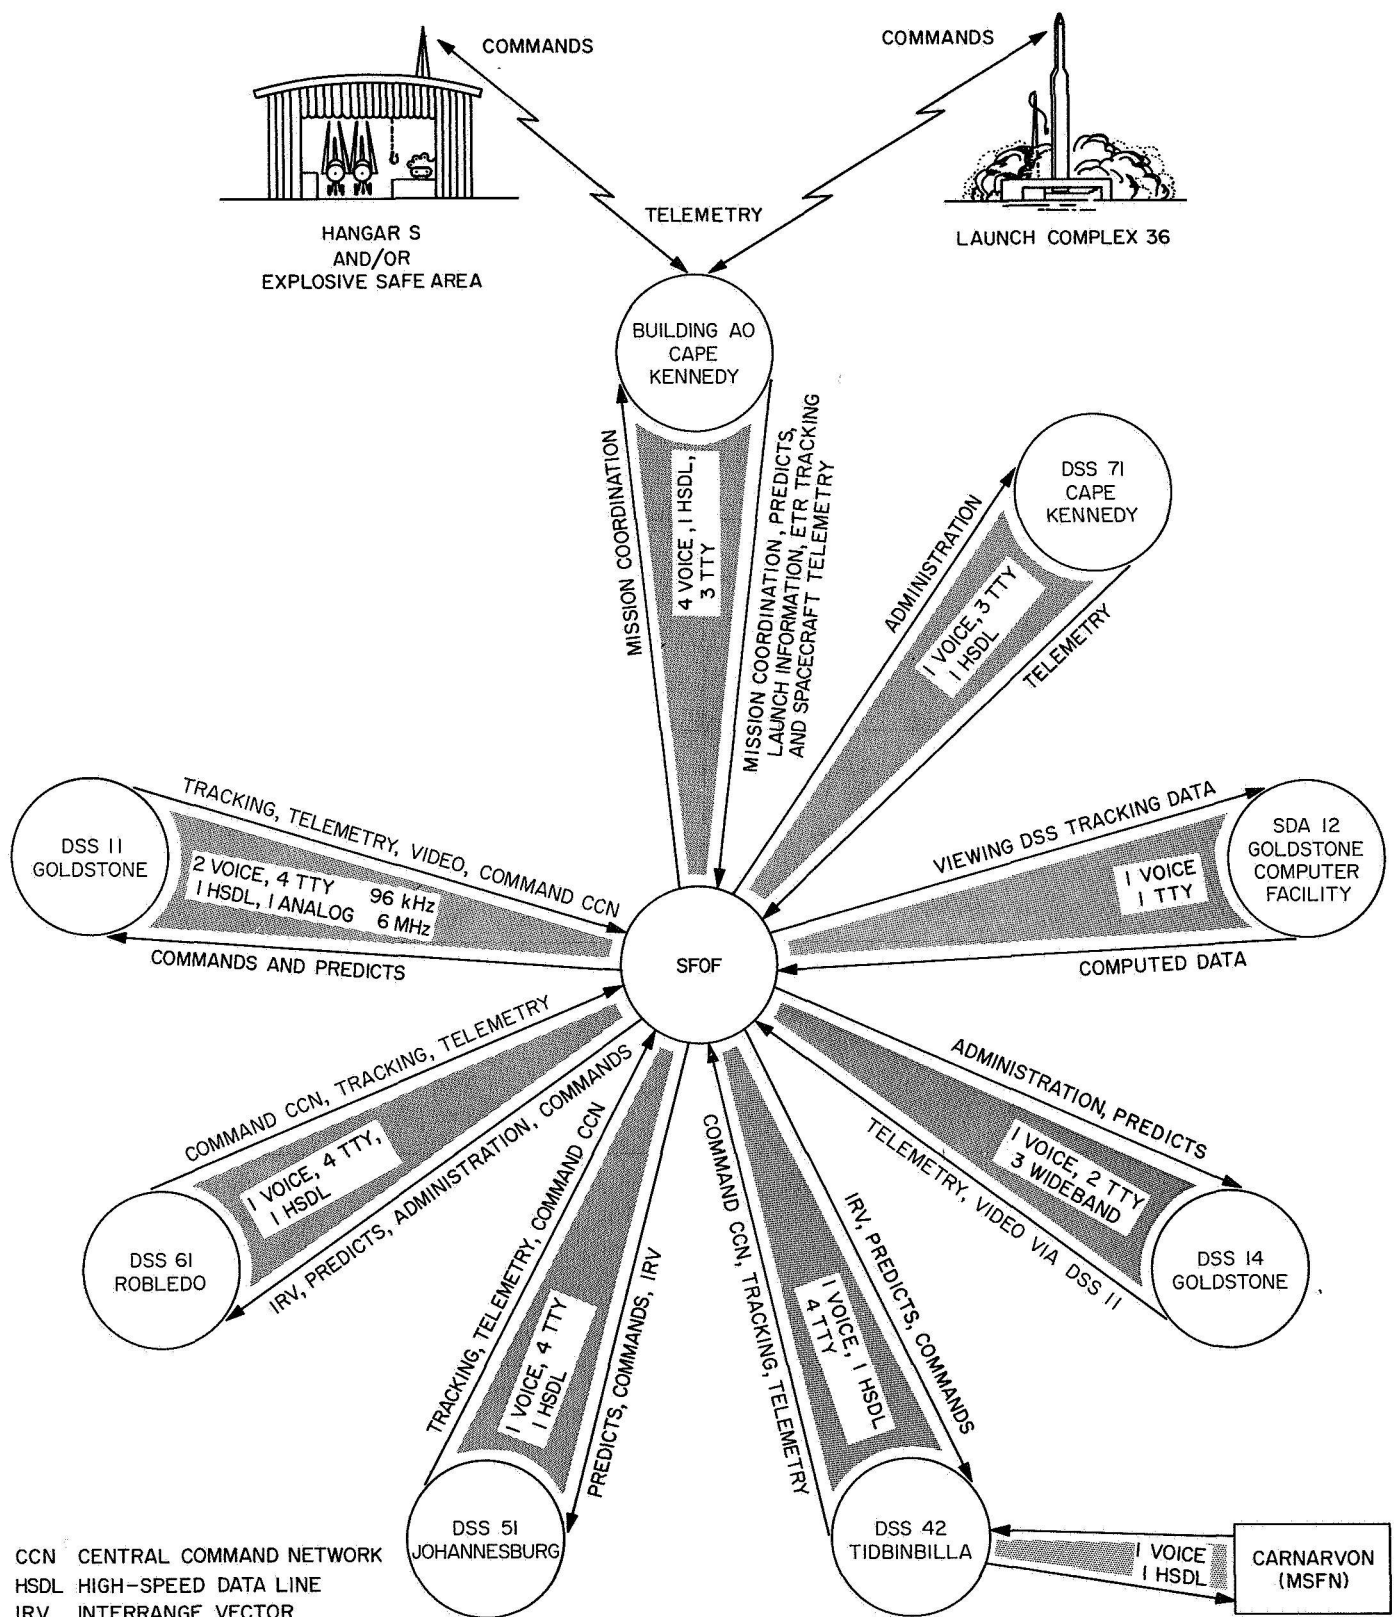 COMMANDS
COMMANDS
HANGAR S
AND/OR
EXPLOSIVE SAFE AREA
TELEMETRY
LAUNCH COMPLEX 36
BUILDING AO
CAPE
KENNEDY
MISSION COORDINATION
4 VOICE, 1 HSDL,
3 TTY
MISSION COORDINATION, PREDICTS,
LAUNCH INFORMATION, ETR TRACKING
AND SPACECRAFT TELEMETRY
DSS 71
CAPE
KENNEDY
ADMINISTRATION
1 VOICE, 3 TTY
1 HSDL
TELEMETRY
DSS 11
GOLDSTONE
TRACKING, TELEMETRY, VIDEO, COMMAND CCN
2 VOICE, 4 TTY 96 kHz
1 HSDL, 1 ANALOG 6 MHz
COMMANDS AND PREDICTS
VIEWING DSS TRACKING DATA
1 VOICE
1 TTY
COMPUTED DATA
SDA 12
GOLDSTONE
COMPUTER
FACILITY
SFOF
COMMAND CCN, TRACKING, TELEMETRY
1 VOICE, 4 TTY,
1 HSDL
IRV, PREDICTS, ADMINISTRATION, COMMANDS
DSS 61
ROBLEDO
ADMINISTRATION, PREDICTS
1 VOICE, 2 TTY
3 WIDEBAND
TELEMETRY, VIDEO VIA DSS 11
DSS 14
GOLDSTONE
TRACKING, TELEMETRY, COMMAND CCN
1 VOICE, 4 TTY
1 HSDL
PREDICTS, COMMANDS, IRV
DSS 51
JOHANNESBURG
COMMAND CCN, TRACKING, TELEMETRY
1 VOICE, 1 HSDL
4 TTY
IRV, PREDICTS, COMMANDS
DSS 42
TIDBINBILLA
1 VOICE
1 HSDL
CARNARVON
(MSFN)
CCN CENTRAL COMMAND NETWORK
HSDL HIGH-SPEED DATA LINE
IRV INTERRANGE VECTOR